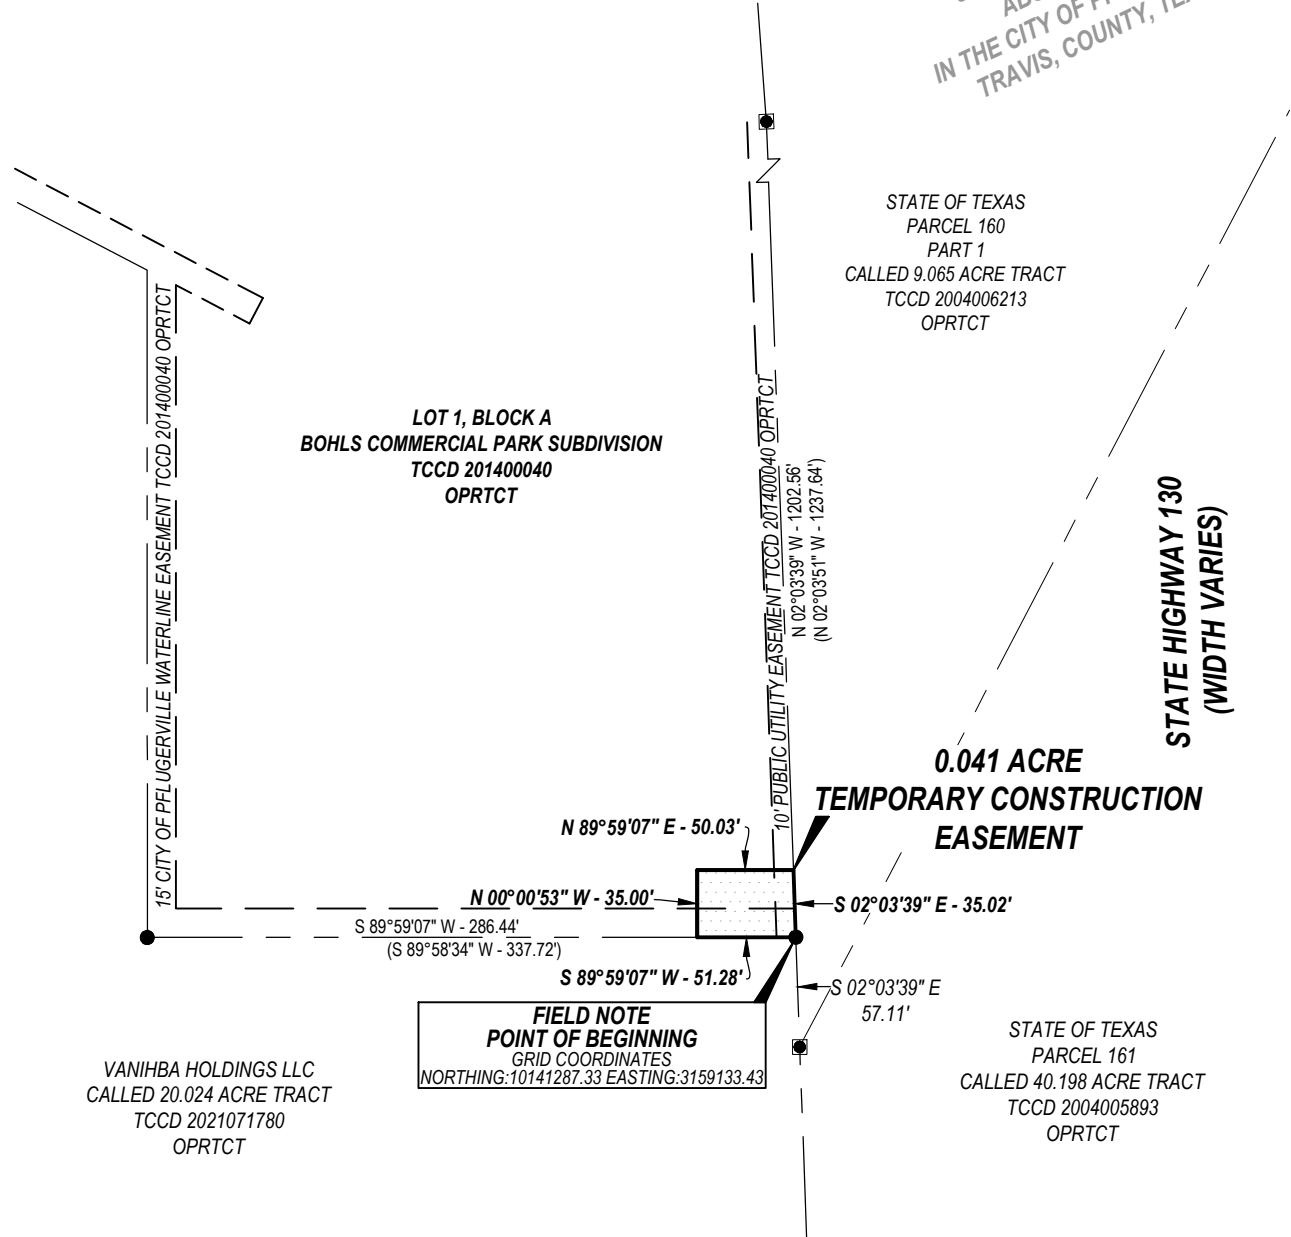 IN THE CITY OF
TRAVIS, COUNTY,
STATE OF TEXAS
PARCEL 160
PART 1
CALLED 9.065 ACRE TRACT
TCCD 2004006213
OPRTCT
15' CITY OF PFLUGERVILLE WATERLINE EASEMENT TCCD 201400040 OPRTCT
LOT 1, BLOCK A
BOHLS COMMERCIAL PARK SUBDIVISION
TCCD 201400040
OPRTCT
10' PUBLIC UTILITY EASEMENT TCCD 201400040 OPRTCT
N 02°03'39" W - 1202.56'
(N 02°03'51" W - 1237.64')
STATE HIGHWAY 130
(WIDTH VARIES)
0.041 ACRE
TEMPORARY CONSTRUCTION
EASEMENT
N 89°59'07" E - 50.03'
N 00°00'53" W - 35.00'
S 02°03'39" E - 35.02'
S 89°59'07" W - 286.44'
(S 89°58'34" W - 337.72')
S 89°59'07" W - 51.28'
S 02°03'39" E
57.11'
FIELD NOTE
POINT OF BEGINNING
GRID COORDINATES
NORTHING:10141287.33 EASTING:3159133.43
VANIHBA HOLDINGS LLC
CALLED 20.024 ACRE TRACT
TCCD 2021071780
OPRTCT
STATE OF TEXAS
PARCEL 161
CALLED 40.198 ACRE TRACT
TCCD 2004005893
OPRTCT